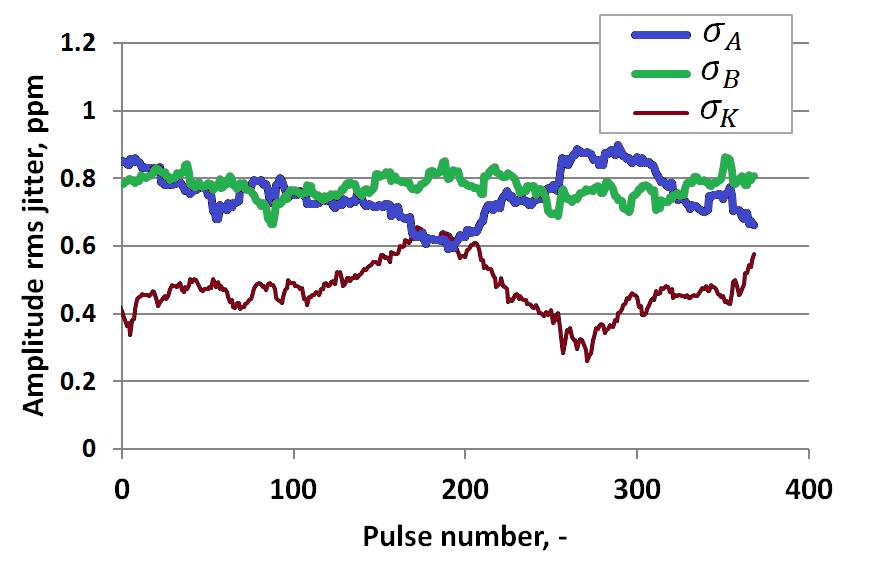 σA
σB
σK
Amplitude rms jitter, ppm
1.2
1
0.8
0.6
0.4
0.2
0
0 100 200 300 400
Pulse number, -